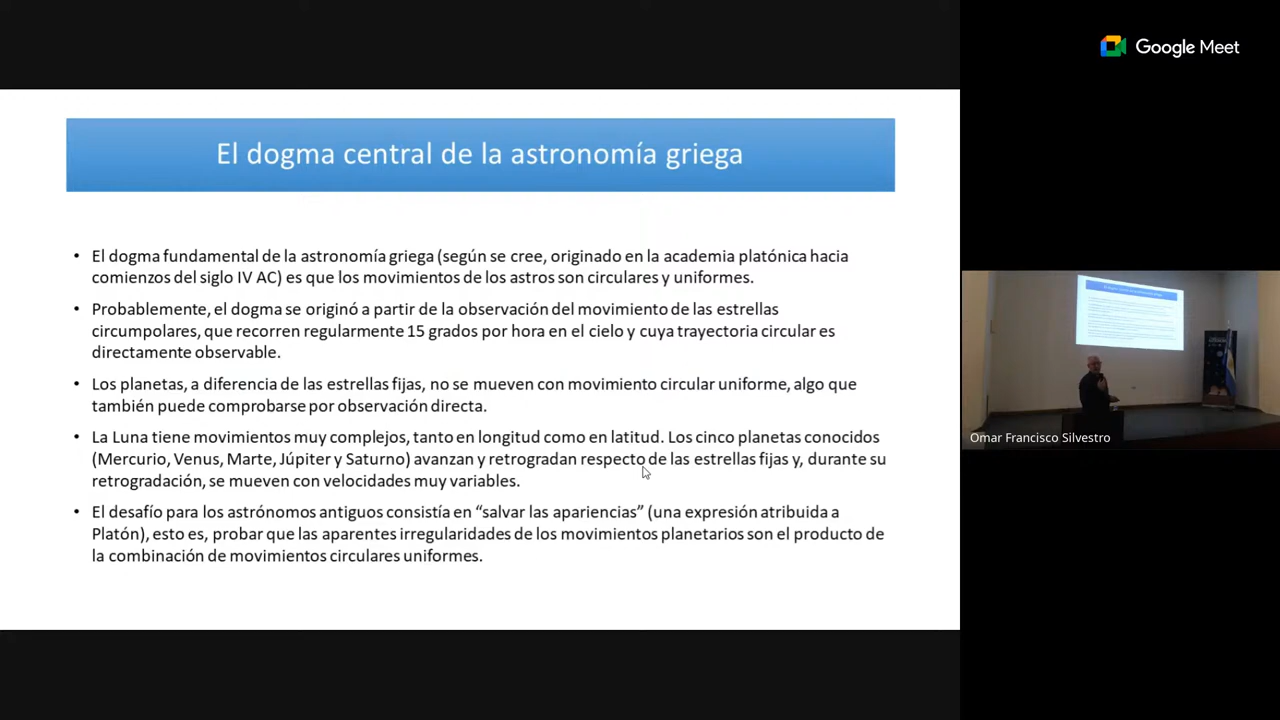 Google Meet
El dogma central de la astronomía griega
• El dogma fundamental de la astronomía griega (según se cree, originado en la academia platónica hacia
comienzos del siglo IV AC) es que los movimientos de los astros son circulares y uniformes.
• Probablemente, el dogma se originó a partir de la observación del movimiento de las estrellas
circumpolares, que recorren regularmente 15 grados por hora en el cielo y cuya trayectoria circular es
directamente observable.
• Los planetas, a diferencia de las estrellas fijas, no se mueven con movimiento circular uniforme, algo que
también puede comprobarse por observación directa.
• La Luna tiene movimientos muy complejos, tanto en longitud como en latitud. Los cinco planetas conocidos
(Mercurio, Venus, Marte, Júpiter y Saturno) avanzan y retrogradan respecto de las estrellas fijas y, durante su
retrogradación, se mueven con velocidades muy variables.
• El desafío para los astrónomos antiguos consistía en “salvar las apariencias” (una expresión atribuida a
Platón), esto es, probar que las aparentes irregularidades de los movimientos planetarios son el producto de
la combinación de movimientos circulares uniformes.
Omar Francisco Silvestro